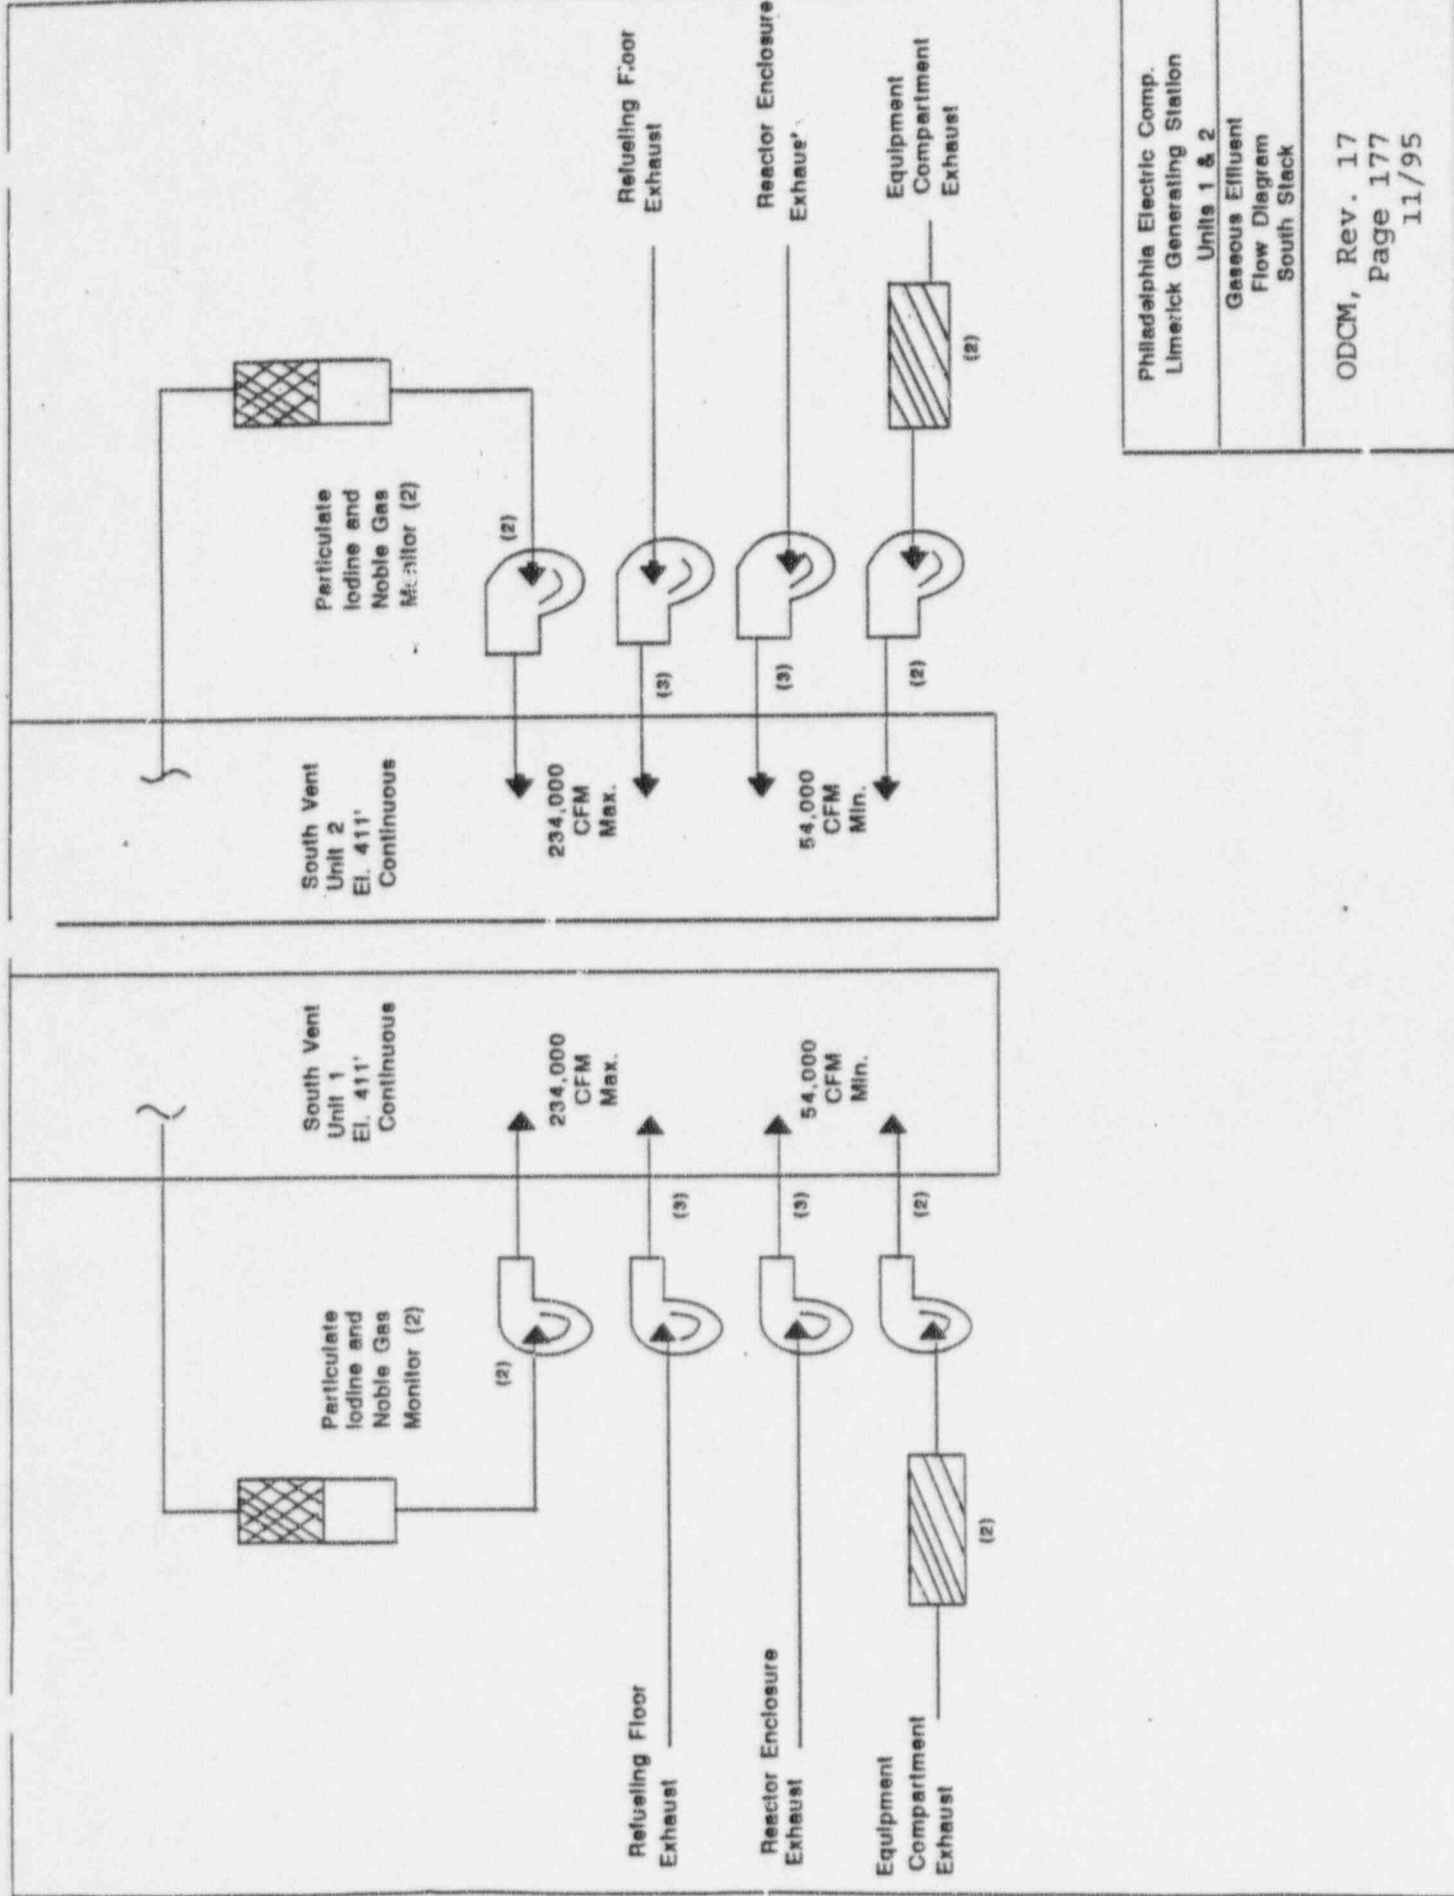 Particulate
Iodine and
Noble Gas
Monitor (2)
South Vent
Unit 1
El. 411'
Continuous
South Vent
Unit 2
El. 411'
Continuous
Particulate
Iodine and
Noble Gas
Monitor (2)
(2)
234,000
CFM
Max.
234,000
CFM
Max.
(2)
Refueling Floor
Exhaust
(3)
(3)
Refueling Floor
Exhaust
Reactor Enclosure
Exhaust
(3)
54,000
CFM
Min.
54,000
CFM
Min.
(3)
Reactor Enclosure
Exhaus'
Equipment
Compartment
Exhaust
(2)
(2)
(2)
(2)
Equipment
Compartment
Exhaust
Philadelphia Electric Comp.
Limerick Generating Station
Units 1 & 2
Gaseous Effluent
Flow Diagram
South Stack
ODCM, Rev. 17
Page 177
11/95